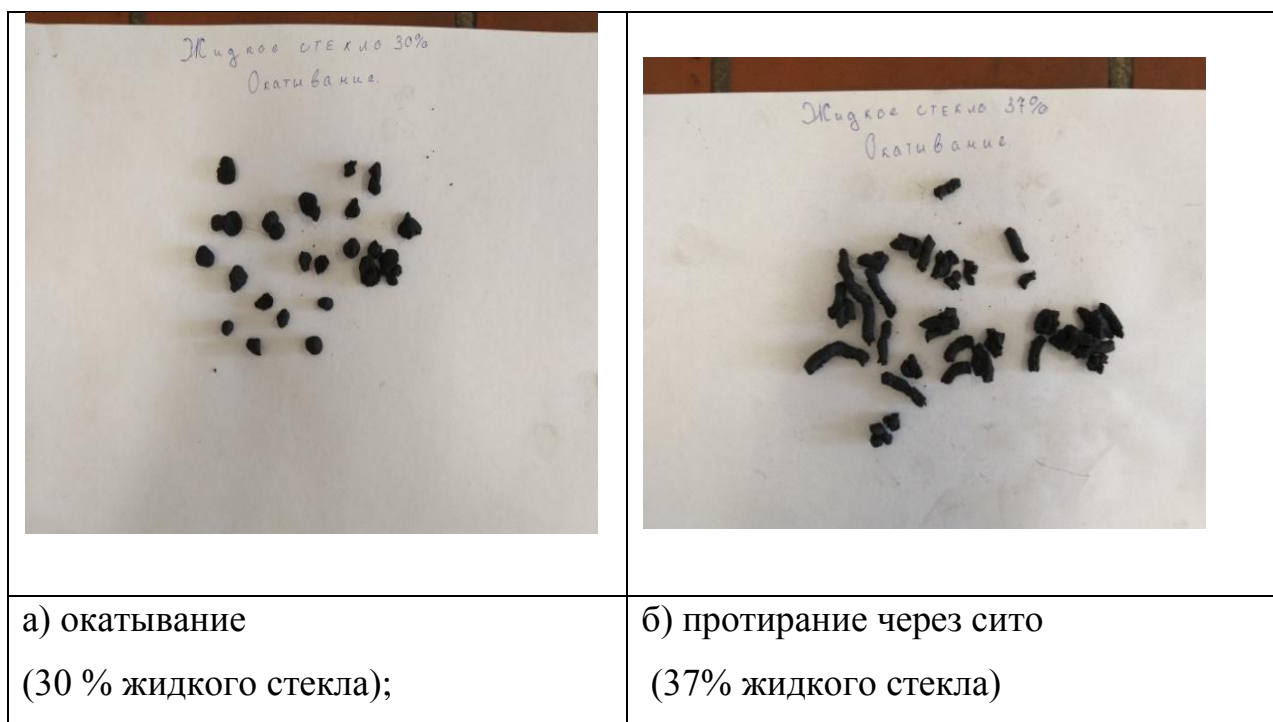 Жидкое стекло 30%
Окатывание.
Жидкое стекло 37%
Окатывание.
а) окатывание
(30 % жидкого стекла);
б) протирание через сито
(37% жидкого стекла)